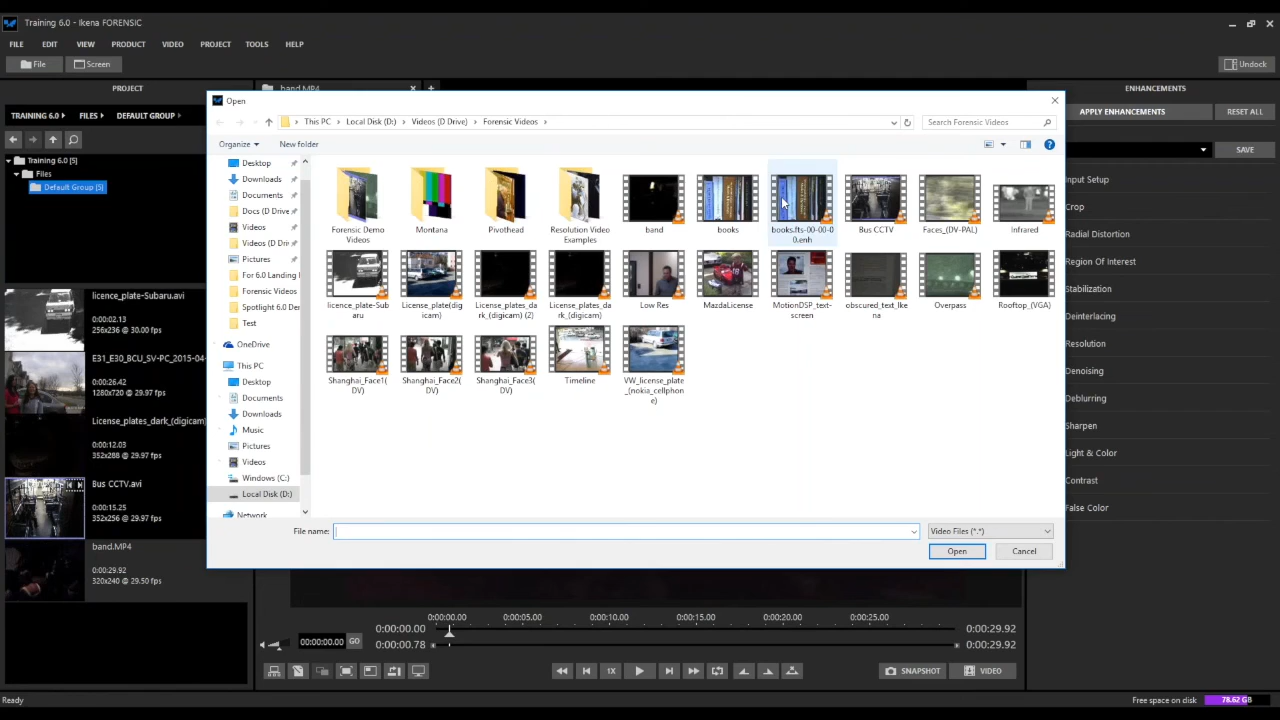 Training 6.0 - Ikena FORENSIC
FILE EDIT VIEW PRODUCT VIDEO PROJECT TOOLS HELP
File Screen Undock
PROJECT band.MP4 ENHANCEMENTS
TRAINING 6.0 FILES DEFAULT GROUP
APPLY ENHANCEMENTS RESET ALL
SAVE
Training 6.0 [5]
Files
Default Group [5]
licence_plate-Subaru.avi
0:00:02.13
256x236 @ 30.00 fps
E31_E30_BCU_SV-PC_2015-04-
0:00:26.42
1280x720 @ 29.97 fps
License_plates_dark_(digicam)
0:00:12.03
352x288 @ 29.97 fps
Bus CCTV.avi
0:00:15.25
352x256 @ 29.97 fps
band.MP4
0:00:29.92
320x240 @ 29.50 fps
Open
This PC Local Disk (D:) Videos (D Drive) Forensic Videos
Search Forensic Videos
Organize New folder
Desktop
Downloads
Documents
Docs (D Drive
Videos
Videos (D Dri
Pictures
For 6.0 Landing
Forensic Videos
Spotlight 6.0 Der
Test
OneDrive
This PC
Desktop
Documents
Downloads
Music
Pictures
Videos
Windows (C:)
Local Disk (D:)
Network
Forensic Demo Videos
Montana
Pivothead
Resolution Video Examples
band
books
books.fts-00-00-00.enh
Bus CCTV
Faces_(DV-PAL)
Infrared
licence_plate-Subaru
License_plate(digicam)
License_plates_dark_(digicam) (2)
License_plates_dark_(digicam)
Low Res
MazdaLicense
MotionDSP_text-screen
obscured_text_Ikena
Overpass
Rooftop_(VGA)
Shanghai_Face1(DV)
Shanghai_Face2(DV)
Shanghai_Face3(DV)
Timeline
VW_license_plate_(nokia_cellphone)
File name: Video Files (*.*)
Open Cancel
Input Setup
Crop
Radial Distortion
Region Of Interest
Stabilization
Deinterlacing
Resolution
Denoising
Deblurring
Sharpen
Light & Color
Contrast
False Color
0:00:00.00 0:00:05.00 0:00:10.00 0:00:15.00 0:00:20.00 0:00:25.00
0:00:00.00 0:00:29.92
00:00:00.00 GO 0:00:00.78 0:00:29.92
1X SNAPSHOT VIDEO
Ready Free space on disk 78.62 GB